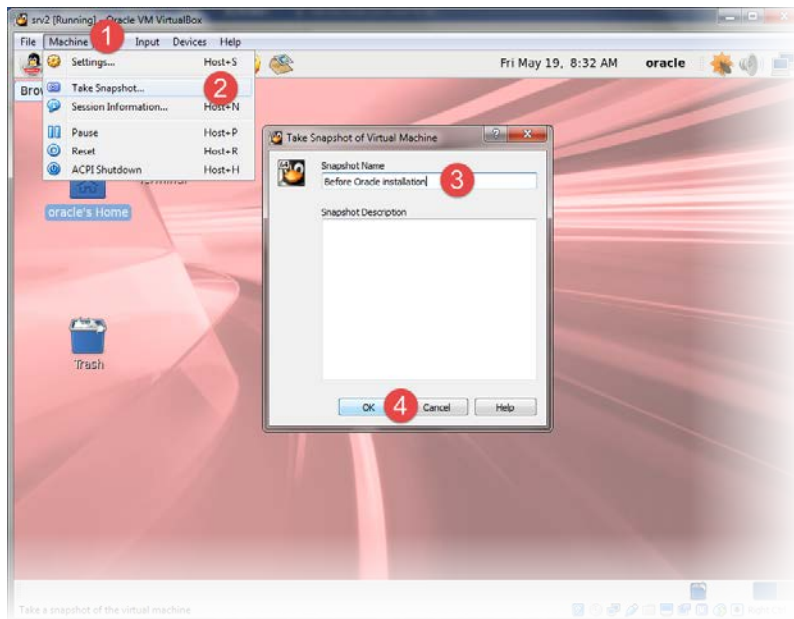 srv2 [Running] - Oracle VM VirtualBox
File Machine Input Devices Help
1
Settings... Host+S
Take Snapshot... 2
Session Information... Host+N
Pause Host+P
Reset Host+R
ACPI Shutdown Host+H
Fri May 19, 8:32 AM oracle
oracle's Home
Trash
Take Snapshot of Virtual Machine
Snapshot Name
Before Oracle installation 3
Snapshot Description
OK 4 Cancel Help
Take a snapshot of the virtual machine